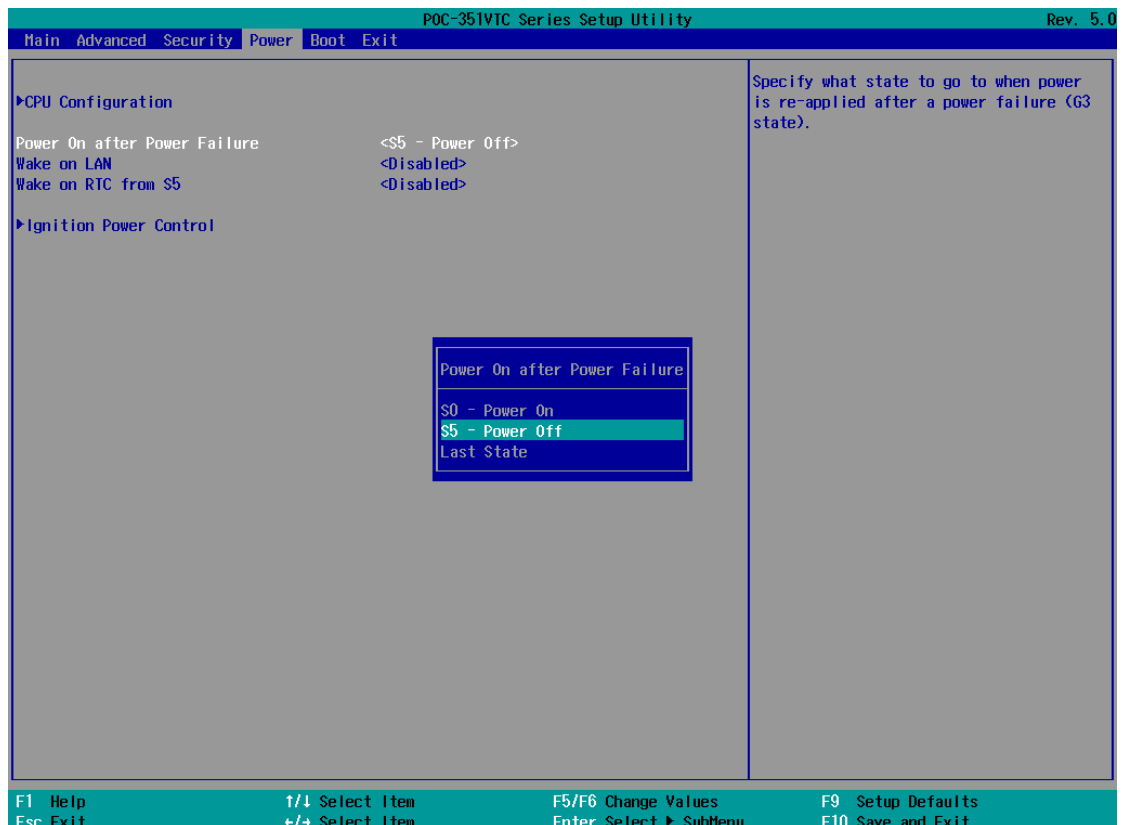 POC-351VTC Series Setup Utility Rev. 5.0
Main Advanced Security Power Boot Exit
▶CPU Configuration
Power On after Power Failure <S5 - Power Off>
Wake on LAN <Disabled>
Wake on RTC from S5 <Disabled>
▶Ignition Power Control
Specify what state to go to when power
is re-applied after a power failure (G3
state).
Power On after Power Failure
S0 - Power On
S5 - Power Off
Last State
F1 Help ↑/↓ Select Item F5/F6 Change Values F9 Setup Defaults
Esc Exit ←/→ Select Item Enter Select ▶ SubMenu F10 Save and Exit